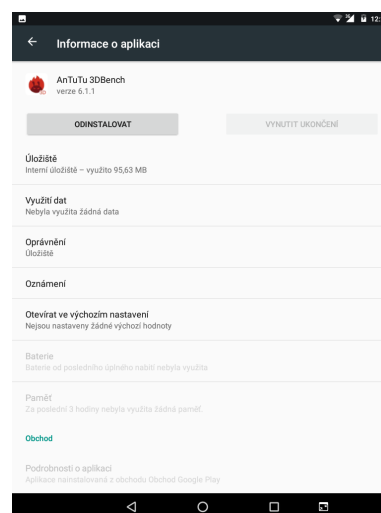 12:
Informace o aplikaci
AnTuTu 3DBench
verze 6.1.1
ODINSTALOVAT
VYNUTIT UKONČENÍ
Úložiště
Interní úložiště – využito 95,63 MB
Využití dat
Nebyla využita žádná data
Oprávnění
Úložiště
Oznámení
Otevírat ve výchozím nastavení
Nejsou nastaveny žádné výchozí hodnoty
Baterie
Baterie od posledního úplného nabití nebyla využita
Paměť
Za poslední 3 hodiny nebyla využita žádná paměť.
Obchod
Podrobnosti o aplikaci
Aplikace nainstalovaná z obchodu Obchod Google Play